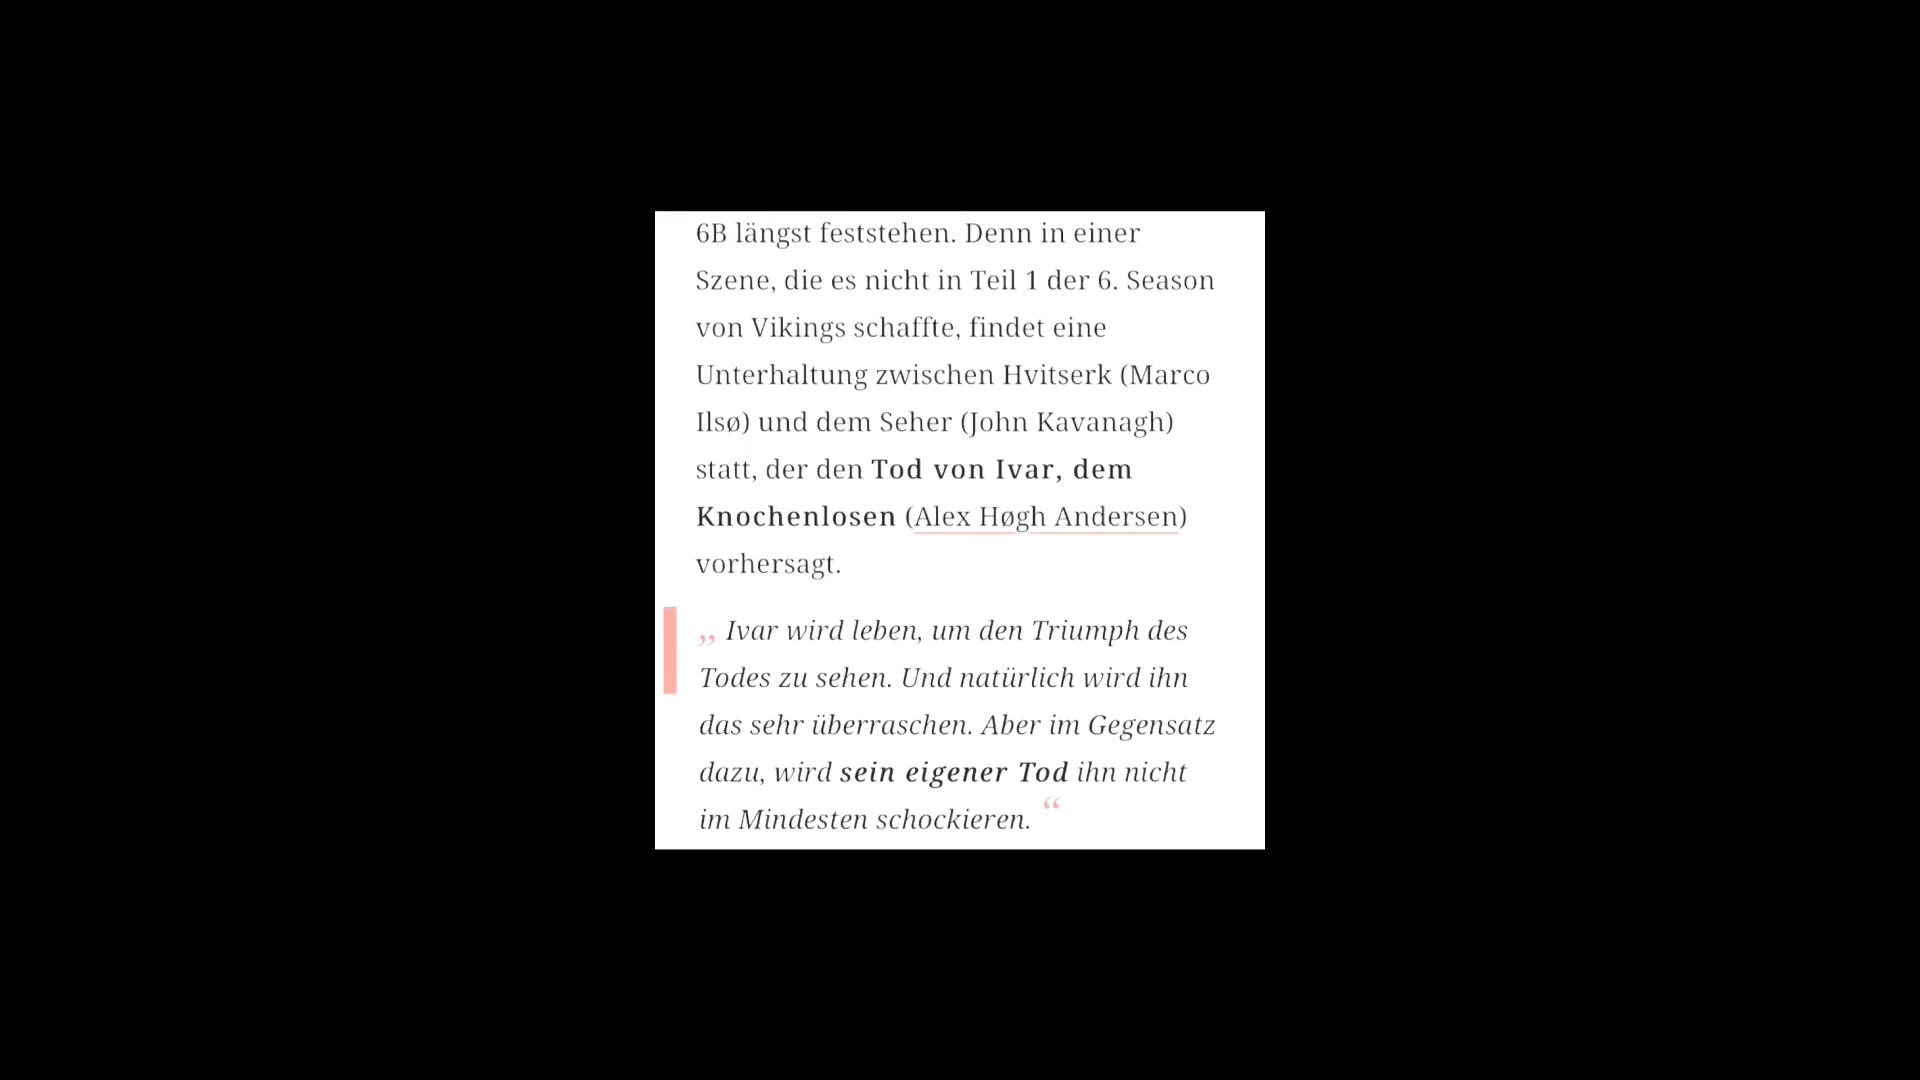 6B längst feststehen. Denn in einer
Szene, die es nicht in Teil 1 der 6. Season
von Vikings schaffte, findet eine
Unterhaltung zwischen Hvitserk (Marco
Ilsø) und dem Seher (John Kavanagh)
statt, der den Tod von Ivar, dem
Knochenlosen (Alex Høgh Andersen)
vorhersagt.
„ Ivar wird leben, um den Triumph des
Todes zu sehen. Und natürlich wird ihn
das sehr überraschen. Aber im Gegensatz
dazu, wird sein eigener Tod ihn nicht
im Mindesten schockieren. “